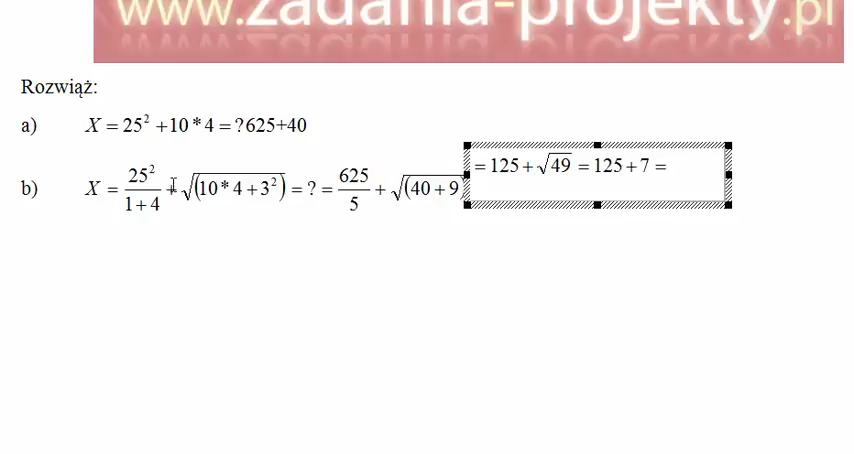 www.zadania-projekty.pl
Rozwiąż:
a) X = 25² +10 * 4 = ?625+40
b) X = 25²/(1+4) + √(10 * 4 + 3²) = ? = 625/5 + √(40 + 9 = 125 + √49 = 125 + 7 =